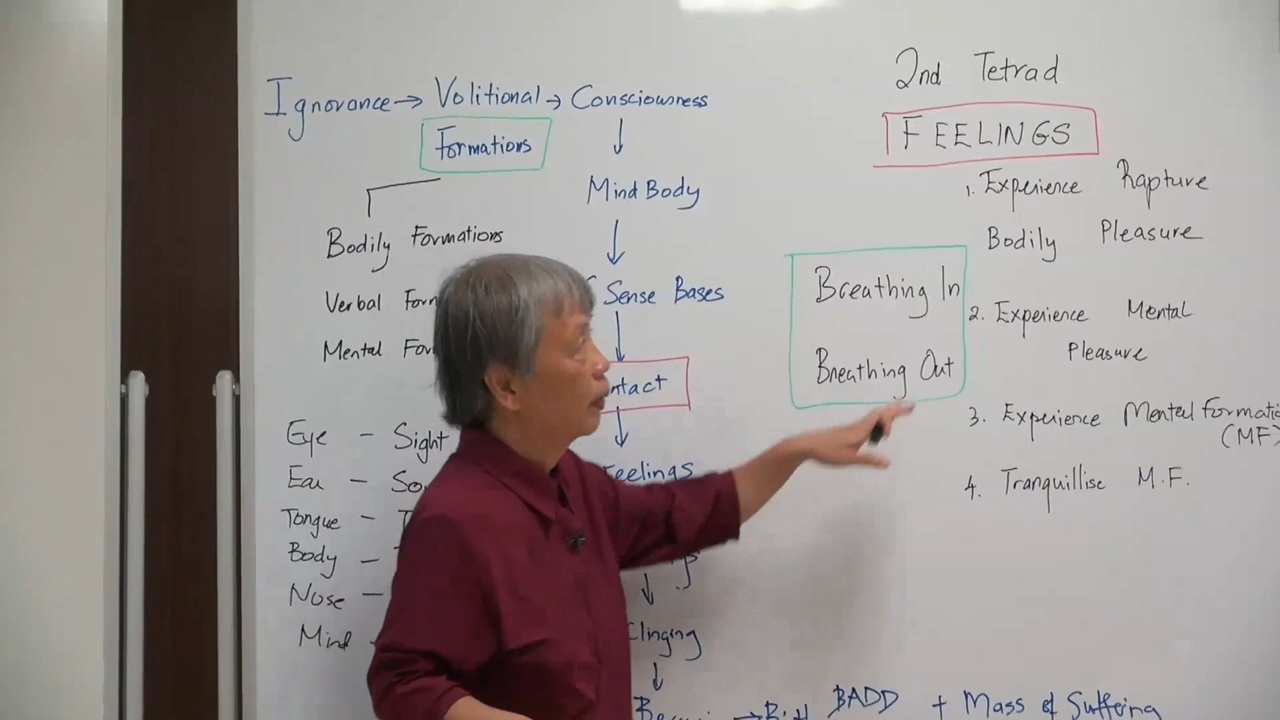 Ignorance → Volitional → Consciousness
Formations
↓
Mind Body
Bodily Formations
↓
Verbal
Sense Bases
Mental
↓
↓
Eye - Sight
Feelings
Ear -
Tongue -
Body -
↓
Nose -
Clinging
Mind
↓
→
BADD + Mass of Suffering
2nd Tetrad
FEELINGS
1. Experience Rapture
Bodily Pleasure
Breathing In
Breathing Out
2. Experience Mental
Pleasure
3. Experience Mental
(MF)
4. Tranquillise M.F.